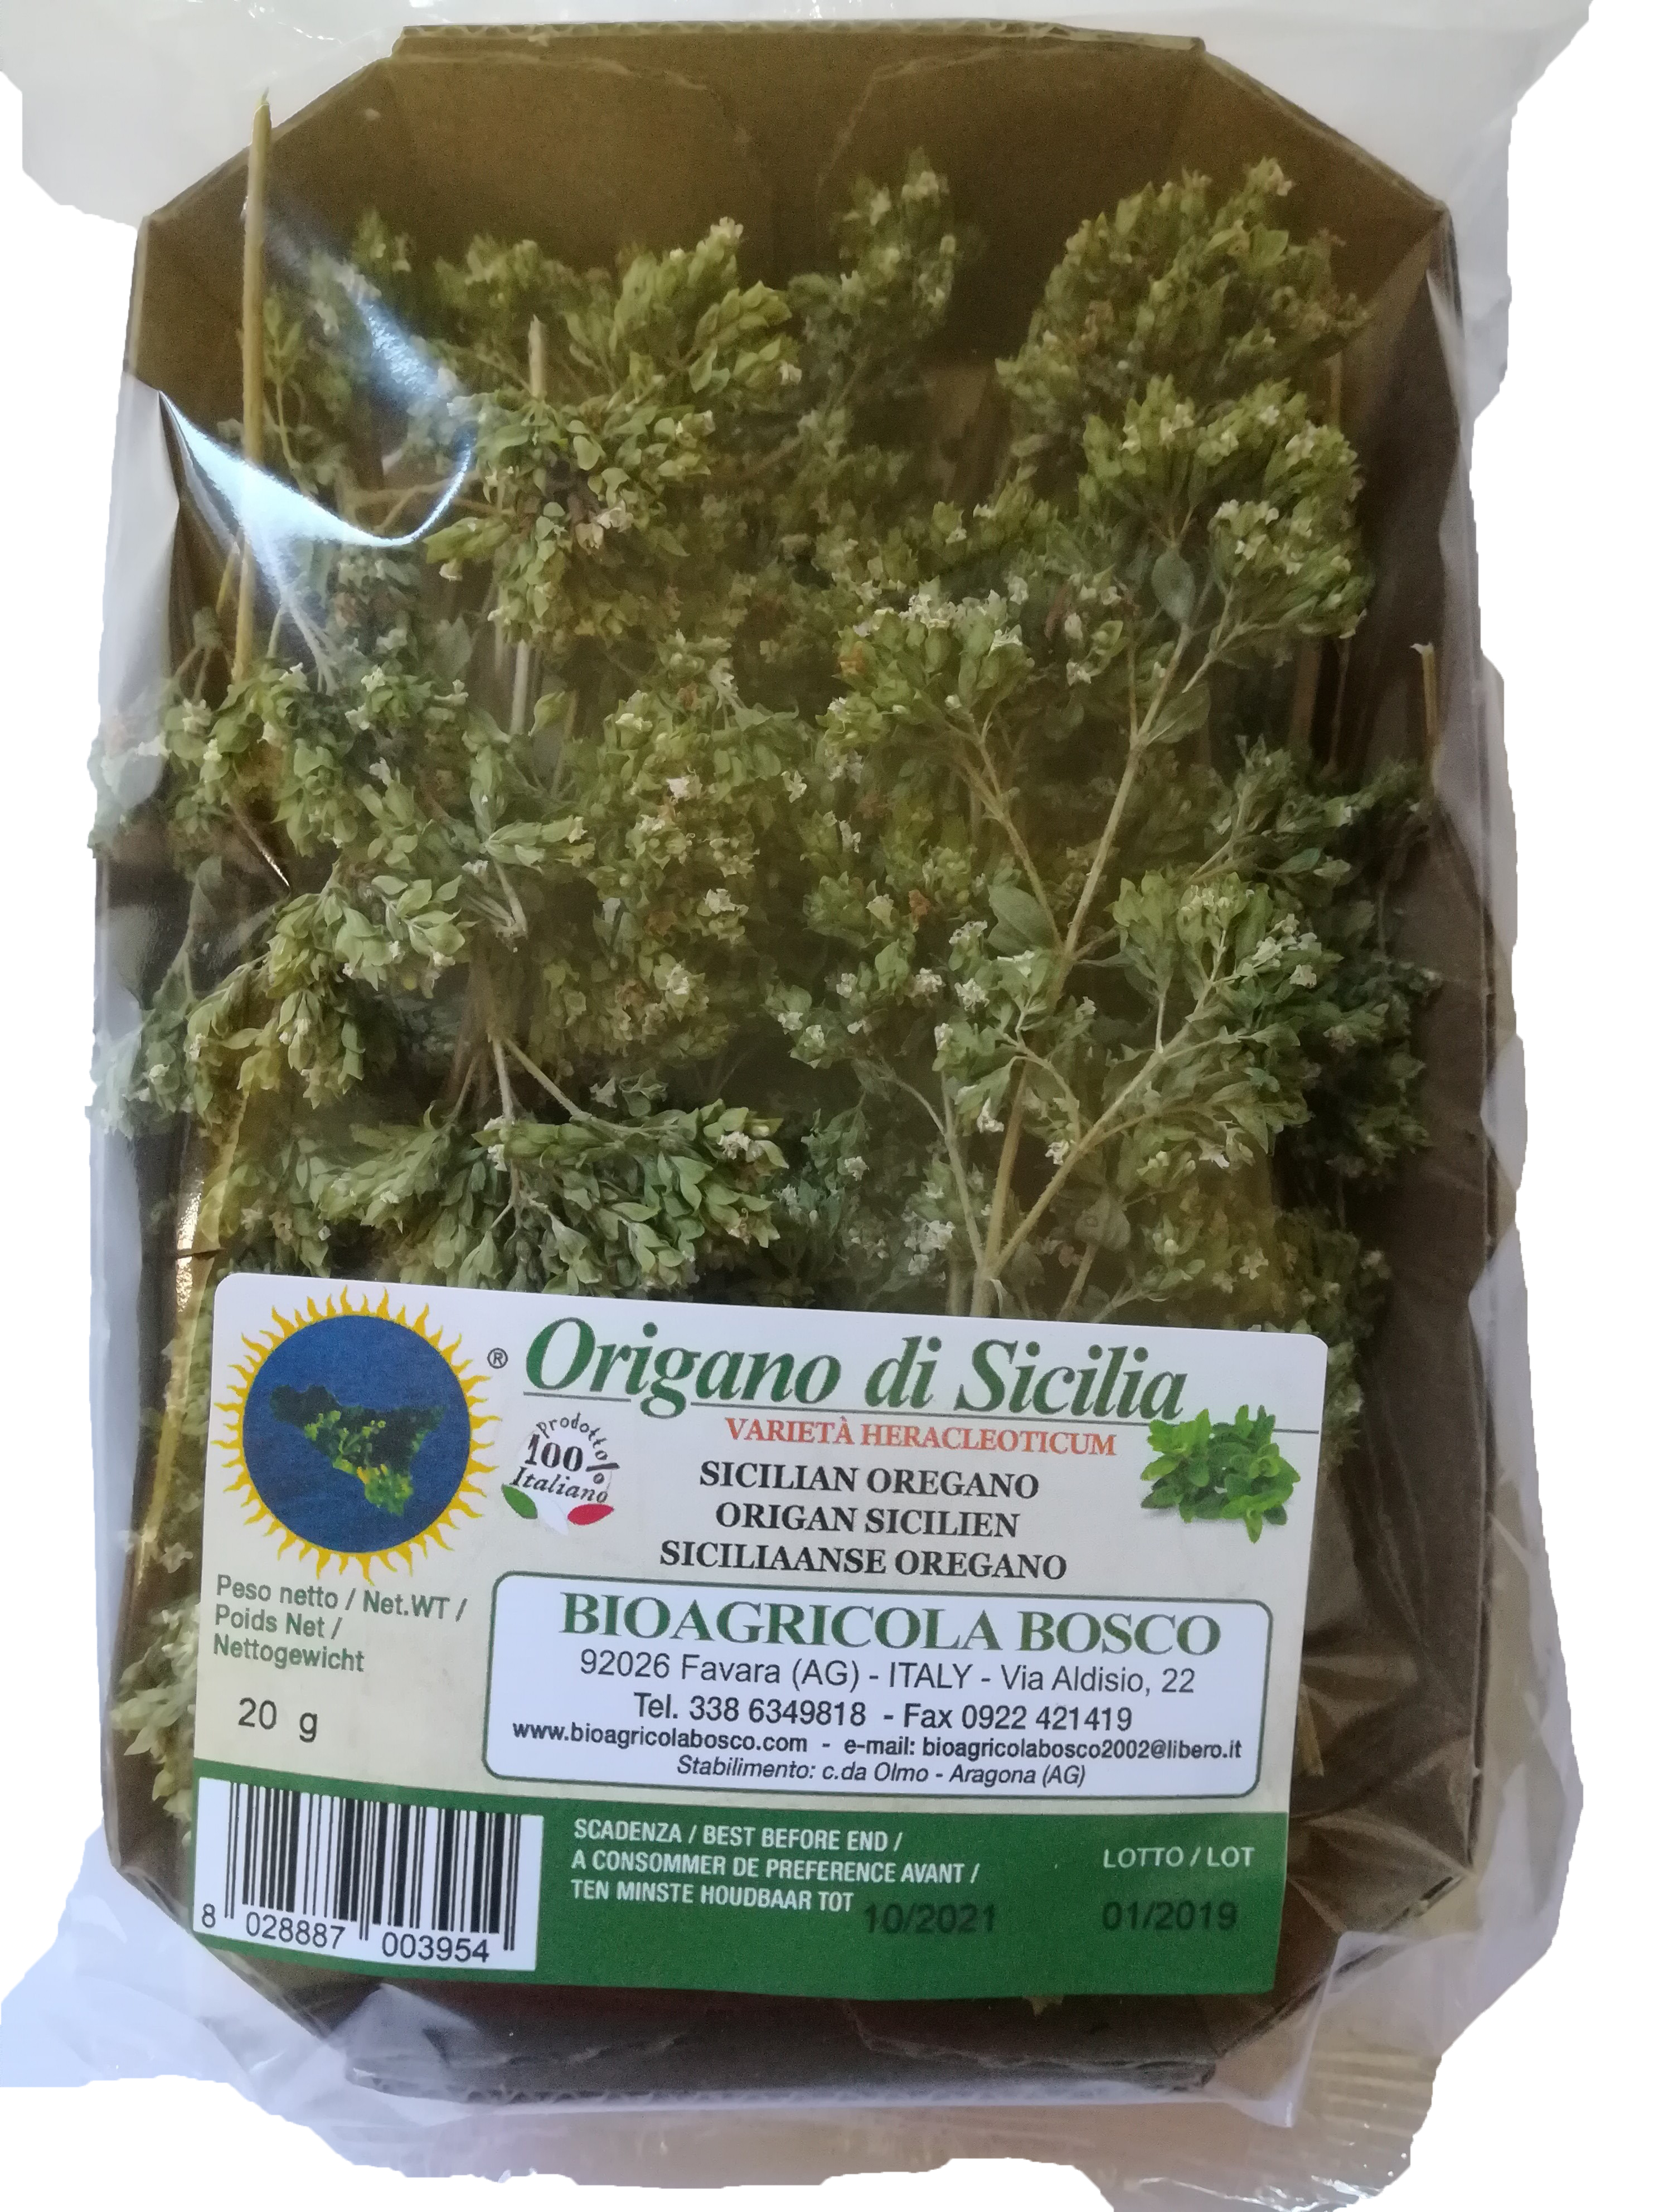 ®
Origano di Sicilia
VARIETÀ HERACLEOTICUM
Prodotto
100%
Italiano
SICILIAN OREGANO
ORIGAN SICILIEN
SICILIAANSE OREGANO
Peso netto / Net.WT /
Poids Net /
Nettogewicht
20 g
BIOAGRICOLA BOSCO
92026 Favara (AG) - ITALY - Via Aldisio, 22
Tel. 338 6349818 - Fax 0922 421419
www.bioagricolabosco.com - e-mail: bioagricolabosco2002@libero.it
Stabilimento: c.da Olmo - Aragona (AG)
8 028887 003954
SCADENZA / BEST BEFORE END /
A CONSOMMER DE PREFERENCE AVANT /
TEN MINSTE HOUDBAAR TOT 10/2021
LOTTO / LOT
01/2019